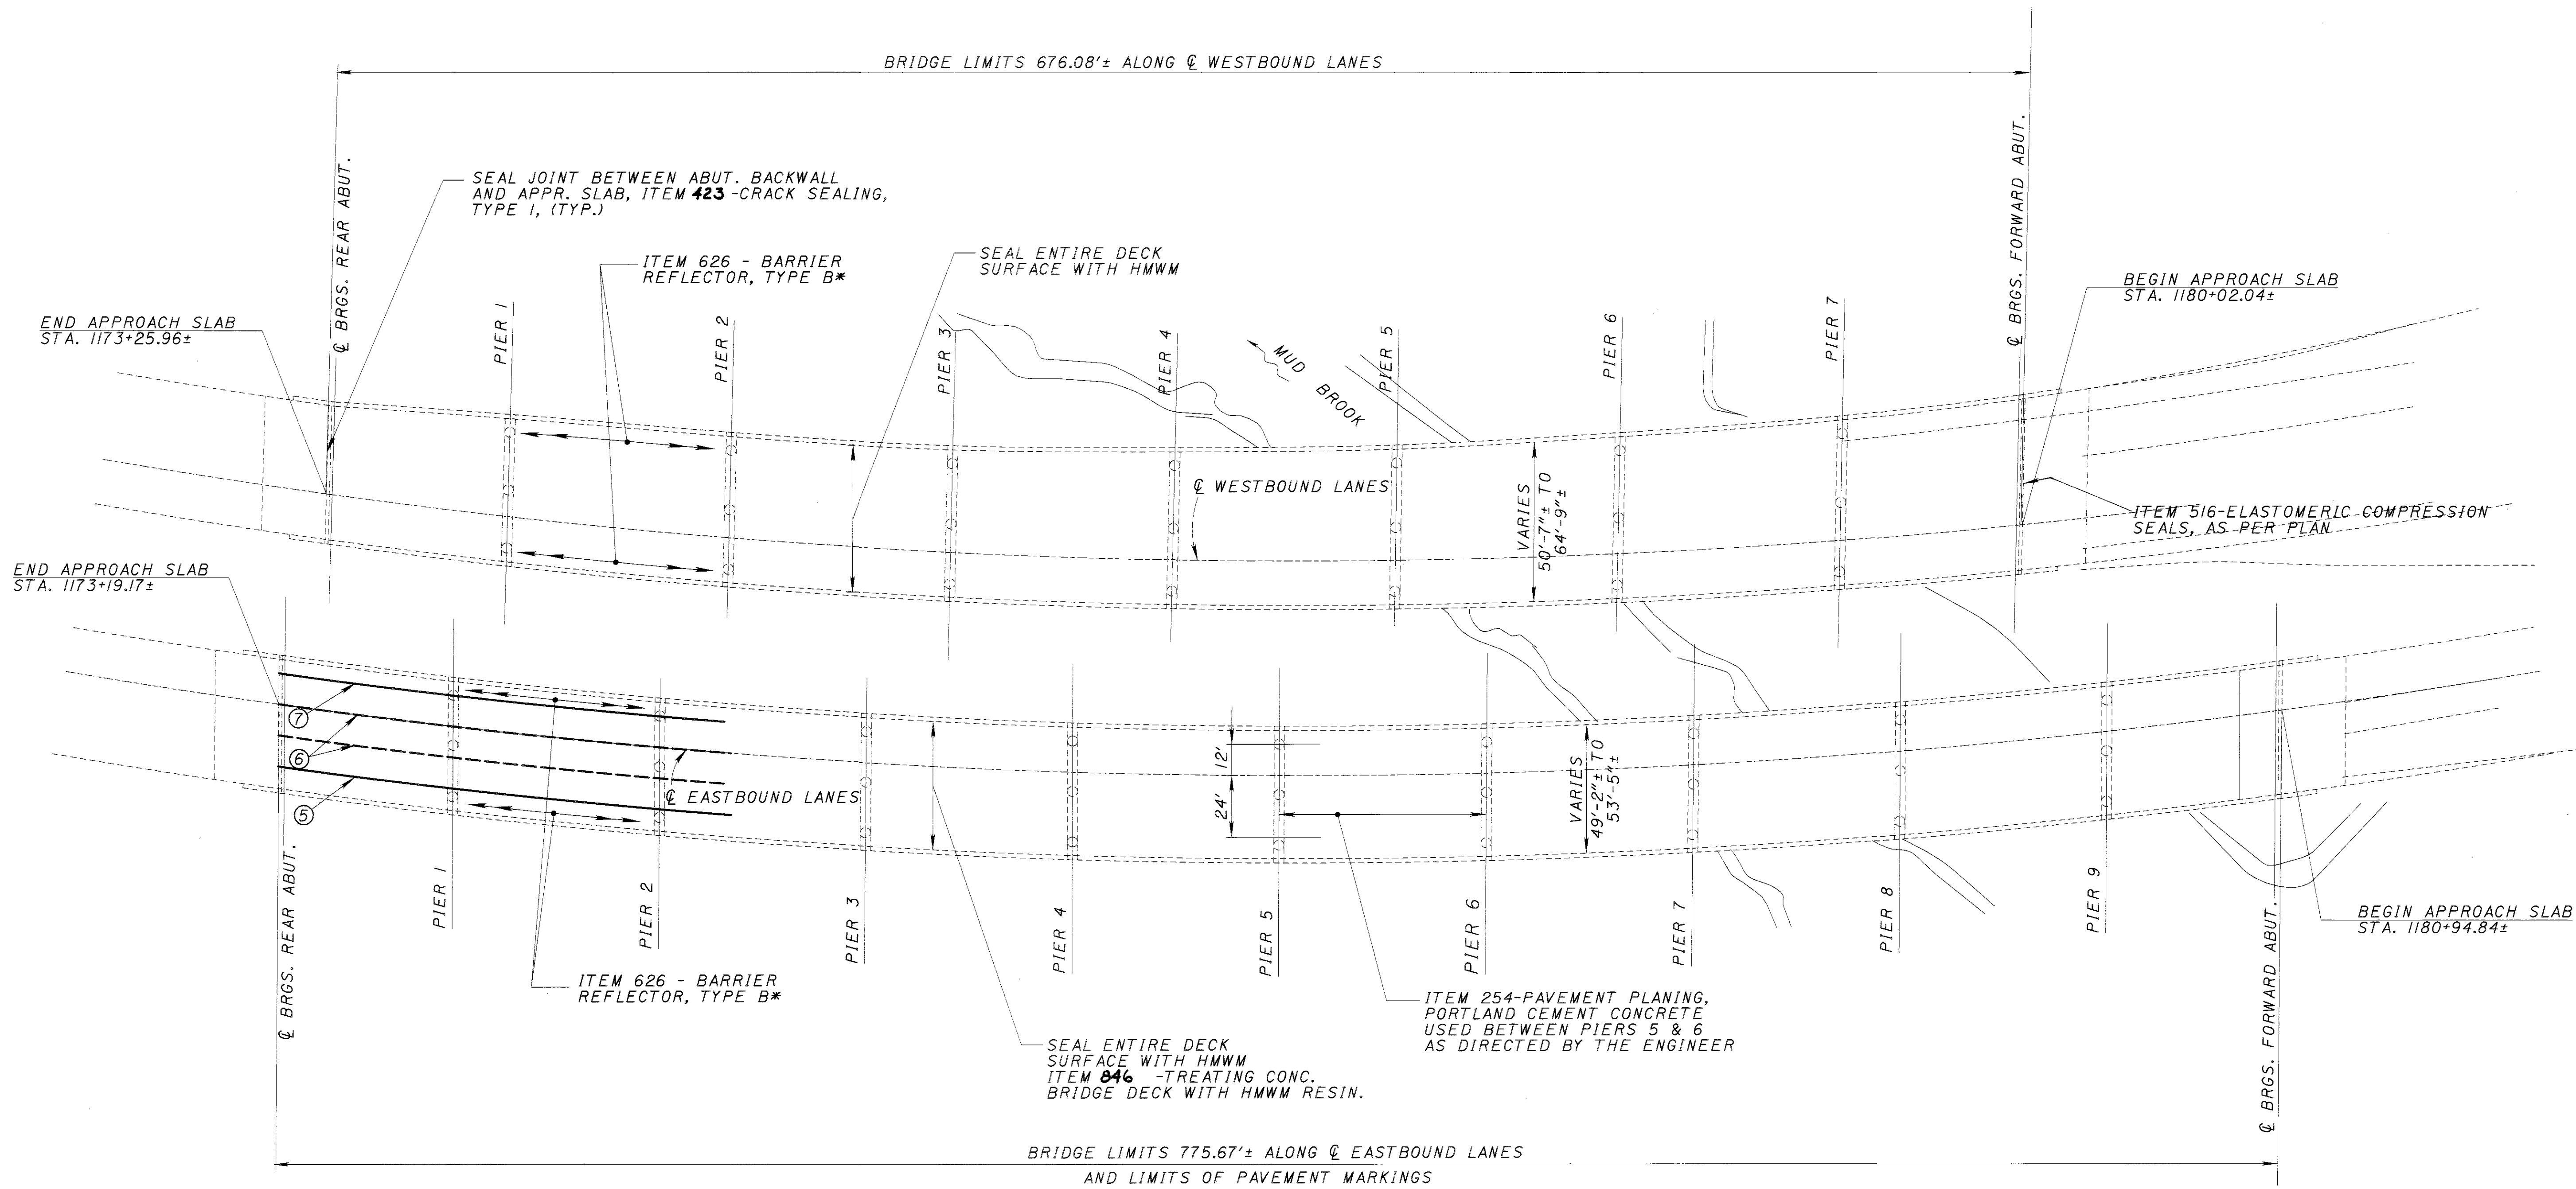 BRIDGE LIMITS 676.08'± ALONG ℄ WESTBOUND LANES
℄ BRGS. REAR ABUT.
SEAL JOINT BETWEEN ABUT. BACKWALL
AND APPR. SLAB, ITEM 423 -CRACK SEALING,
TYPE 1, (TYP.)
℄ BRGS. FORWARD ABUT.
ITEM 626 - BARRIER
REFLECTOR, TYPE B*
SEAL ENTIRE DECK
SURFACE WITH HMWM
BEGIN APPROACH SLAB
STA. 1180+02.04±
END APPROACH SLAB
STA. 1173+25.96±
PIER 1
PIER 2
PIER 3
PIER 4
MUD BROOK
PIER 5
PIER 6
PIER 7
℄ WESTBOUND LANES
VARIES
50'-7"± TO
64'-9"±
ITEM 516-ELASTOMERIC COMPRESSION
SEALS, AS PER PLAN
END APPROACH SLAB
STA. 1173+19.17±
7
6
5
℄ EASTBOUND LANES
12'
24'
VARIES
49'-2"± TO
53'-5"±
℄ BRGS. REAR ABUT.
PIER 1
PIER 2
PIER 3
PIER 4
PIER 5
PIER 6
PIER 7
PIER 8
PIER 9
℄ BRGS. FORWARD ABUT.
BEGIN APPROACH SLAB
STA. 1180+94.84±
ITEM 626 - BARRIER
REFLECTOR, TYPE B*
ITEM 254-PAVEMENT PLANING,
PORTLAND CEMENT CONCRETE
USED BETWEEN PIERS 5 & 6
AS DIRECTED BY THE ENGINEER
SEAL ENTIRE DECK
SURFACE WITH HMWM
ITEM 846 -TREATING CONC.
BRIDGE DECK WITH HMWM RESIN.
BRIDGE LIMITS 775.67'± ALONG ℄ EASTBOUND LANES
AND LIMITS OF PAVEMENT MARKINGS